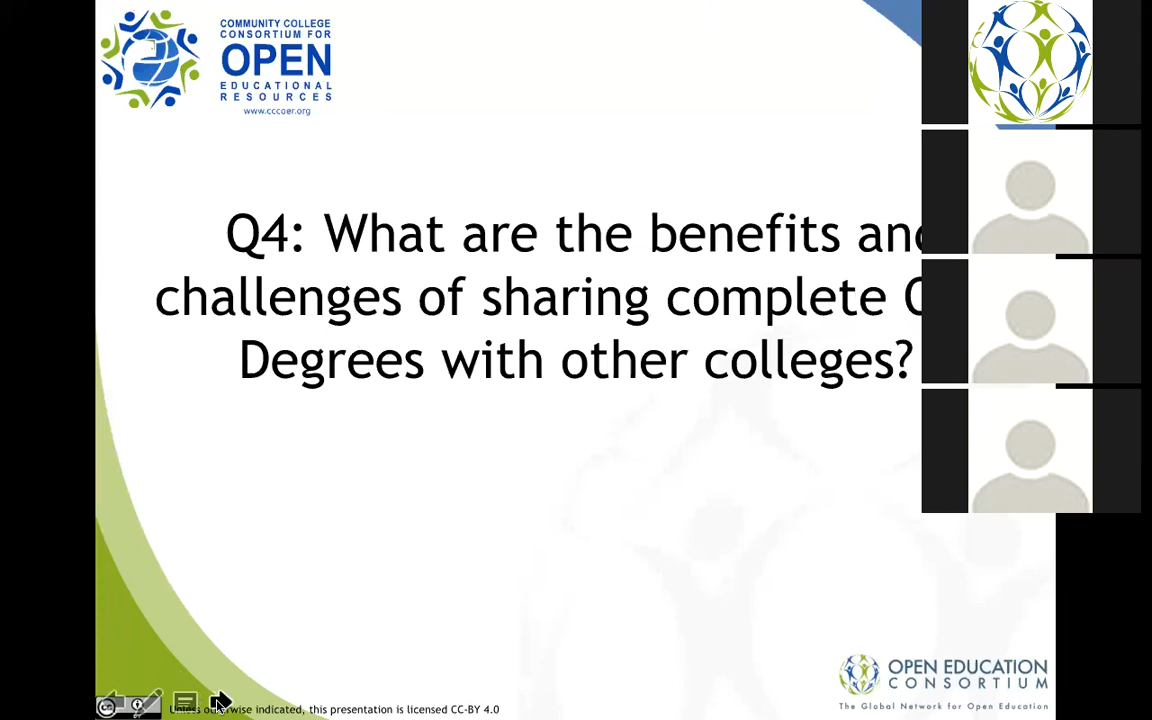 COMMUNITY COLLEGE
CONSORTIUM FOR
OPEN
EDUCATIONAL
RESOURCES
www.cccoer.org
Q4: What are the benefits and
challenges of sharing complete
Degrees with other colleges?
OPEN EDUCATION
CONSORTIUM
The Global Network for Open Education
Unless otherwise indicated, this presentation is licensed CC-BY 4.0